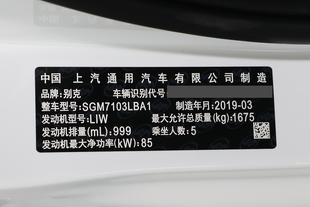 中国 上汽通用汽车有限公司制造
品牌:别克 车辆识别代号
整车型号:SGM7103LBA1 制造年月:2019-03
发动机型号:LIW 最大允许总质量(kg):1675
发动机排量(mL):999 乘坐人数:5
发动机最大净功率(kW):85